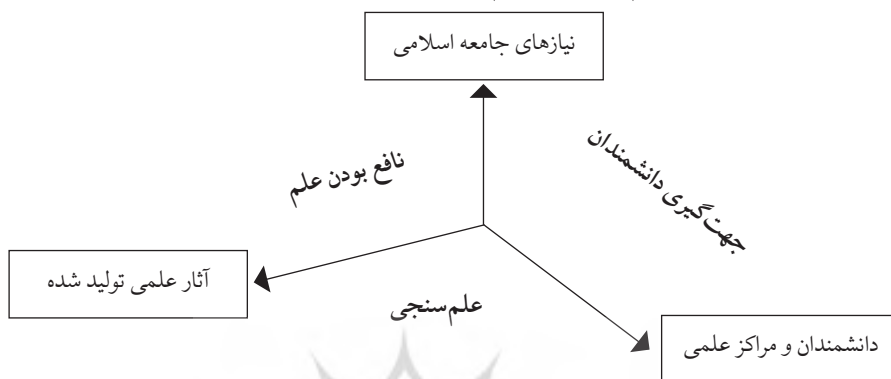 نیازهای جامعه اسلامی
جهت‌گیری دانشمندان
نافع بودن علم
آثار علمی تولید شده
علم‌سنجی
دانشمندان و مراکز علمی